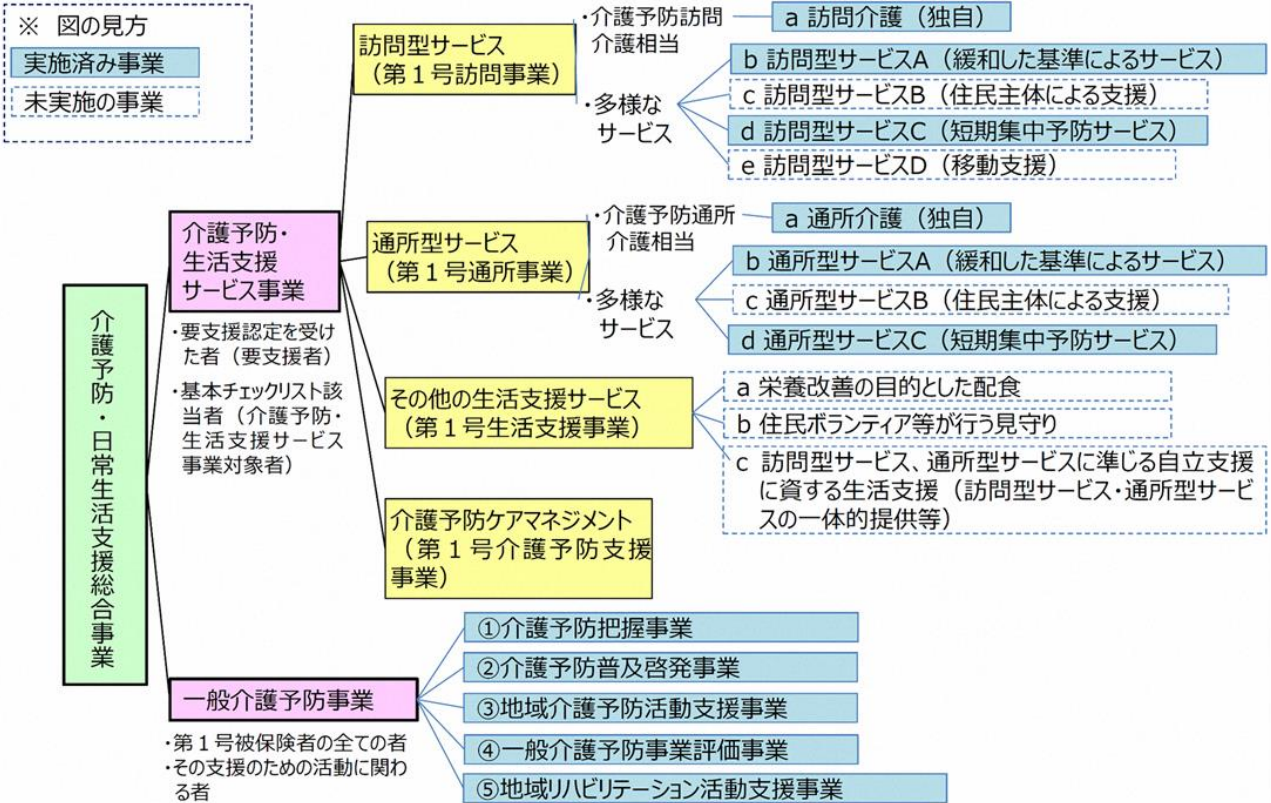 ※ 図の見方
実施済み事業
未実施の事業
介護予防・日常生活支援総合事業
介護予防・
生活支援
サービス事業
・要支援認定を受け
た者（要支援者）
・基本チェックリスト該
当者（介護予防・
生活支援サービス
事業対象者）
訪問型サービス
（第１号訪問事業）
・介護予防訪問
介護相当
a 訪問介護（独自）
・多様な
サービス
b 訪問型サービスA（緩和した基準によるサービス）
c 訪問型サービスB（住民主体による支援）
d 訪問型サービスC（短期集中予防サービス）
e 訪問型サービスD（移動支援）
通所型サービス
（第１号通所事業）
・介護予防通所
介護相当
a 通所介護（独自）
・多様な
サービス
b 通所型サービスA（緩和した基準によるサービス）
c 通所型サービスB（住民主体による支援）
d 通所型サービスC（短期集中予防サービス）
その他の生活支援サービス
（第１号生活支援事業）
a 栄養改善の目的とした配食
b 住民ボランティア等が行う見守り
c 訪問型サービス、通所型サービスに準じる自立支援
に資する生活支援（訪問型サービス・通所型サービ
スの一体的提供等）
介護予防ケアマネジメント
（第１号介護予防支援
事業）
一般介護予防事業
・第１号被保険者の全ての者
・その支援のための活動に関わ
る者
①介護予防把握事業
②介護予防普及啓発事業
③地域介護予防活動支援事業
④一般介護予防事業評価事業
⑤地域リハビリテーション活動支援事業